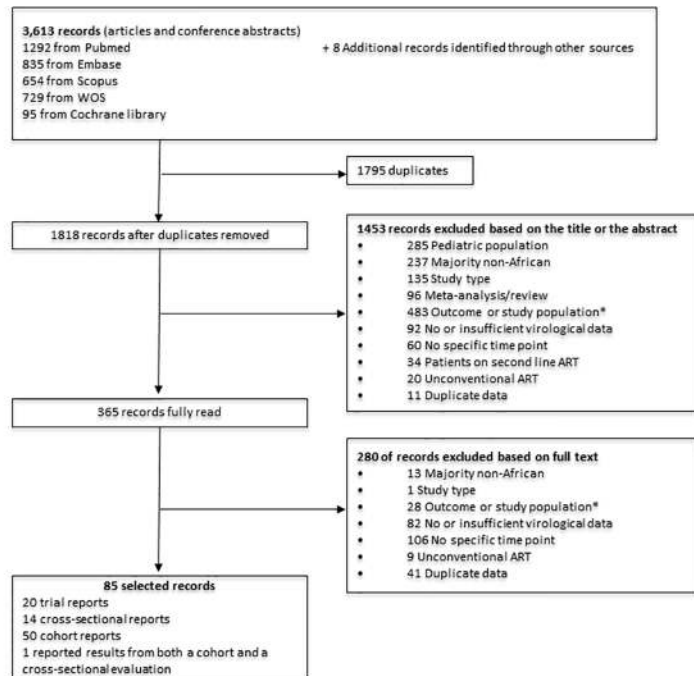 3,613 records (articles and conference abstracts)
1292 from Pubmed
+ 8 Additional records identified through other sources
835 from Embase
654 from Scopus
729 from WOS
95 from Cochrane library
1795 duplicates
1818 records after duplicates removed
1453 records excluded based on the title or the abstract
• 285 Pediatric population
• 237 Majority non-African
• 135 Study type
• 96 Meta-analysis/review
• 483 Outcome or study population*
• 92 No or insufficient virological data
• 60 No specific time point
• 34 Patients on second line ART
• 20 Unconventional ART
• 11 Duplicate data
365 records fully read
280 of records excluded based on full text
• 13 Majority non-African
• 1 Study type
• 28 Outcome or study population*
• 82 No or insufficient virological data
• 106 No specific time point
• 9 Unconventional ART
• 41 Duplicate data
85 selected records
20 trial reports
14 cross-sectional reports
50 cohort reports
1 reported results from both a cohort and a
cross-sectional evaluation